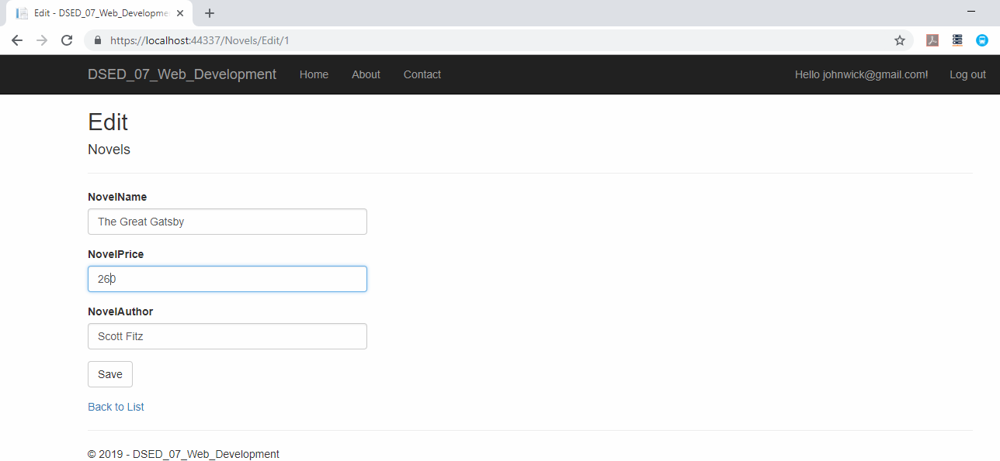 Edit - DSED_07_Web_Developme
https://localhost:44337/Novels/Edit/1
DSED_07_Web_Development Home About Contact Hello johnwick@gmail.com! Log out
Edit
Novels
NovelName
The Great Gatsby
NovelPrice
260
NovelAuthor
Scott Fitz
Save
Back to List
© 2019 - DSED_07_Web_Development